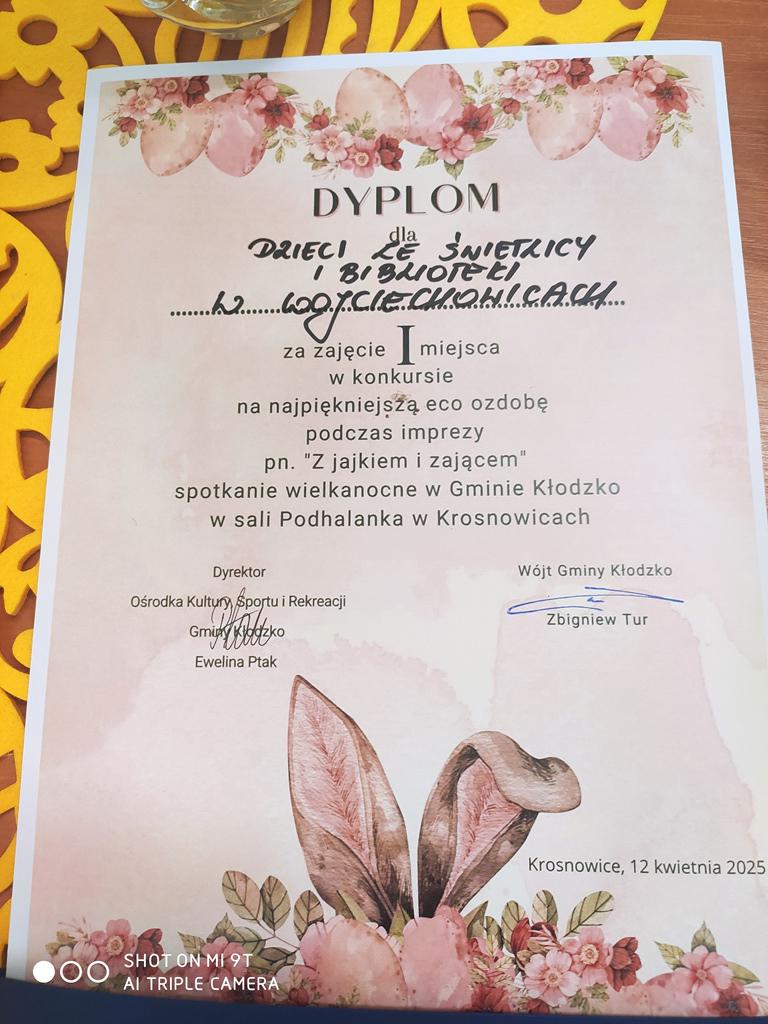 DYPLOM
dla
DZIECI ZE ŚWIETLICY
I BIBLIOTEKI
W WOJCIECHOWICACH
za zajęcie I miejsca
w konkursie
na najpiękniejszą eco ozdobę
podczas imprezy
pn. "Z jajkiem i zającem"
spotkanie wielkanocne w Gminie Kłodzko
w sali Podhalanka w Krosnowicach
Dyrektor
Ośrodka Kultury, Sportu i Rekreacji
Gminy Kłodzko
Ewelina Ptak
Wójt Gminy Kłodzko
Zbigniew Tur
Krosnowice, 12 kwietnia 2025
SHOT ON MI 9T
AI TRIPLE CAMERA